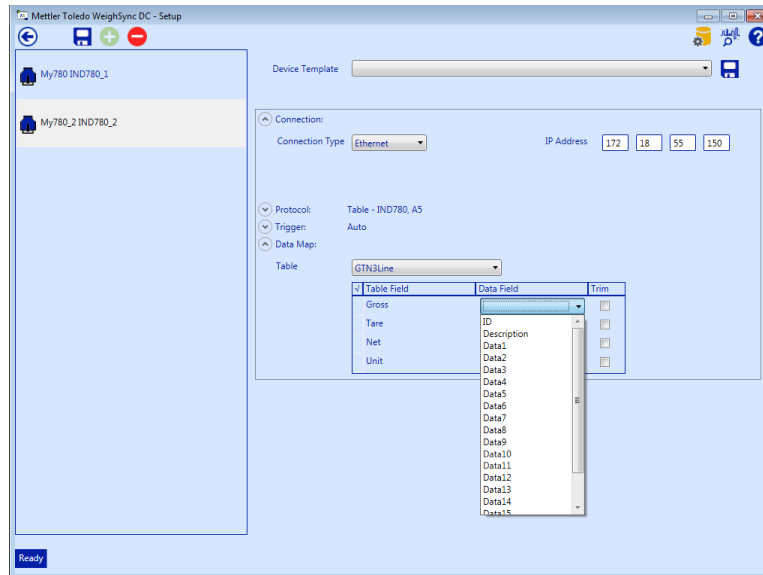 Mettler Toledo WeighSync DC - Setup
My780 IND780_1
My780_2 IND780_2
Device Template
Connection:
Connection Type Ethernet IP Address 172 18 55 150
Protocol: Table - IND780, A5
Trigger: Auto
Data Map:
Table GTN3Line
√ Table Field Data Field Trim
Gross
Tare
Net
Unit
ID
Description
Data1
Data2
Data3
Data4
Data5
Data6
Data7
Data8
Data9
Data10
Data11
Data12
Data13
Data14
Data15
Ready